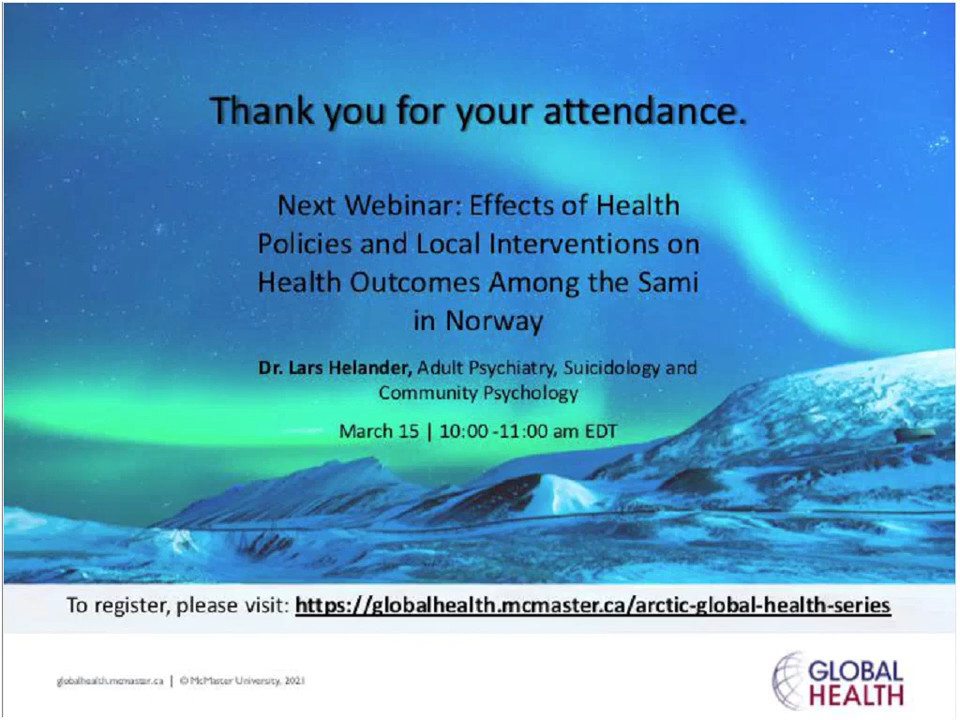 Thank you for your attendance.
Next Webinar: Effects of Health
Policies and Local Interventions on
Health Outcomes Among the Sami
in Norway
Dr. Lars Helander, Adult Psychiatry, Suicidology and
Community Psychology
March 15 | 10:00 -11:00 am EDT
To register, please visit: https://globalhealth.mcmaster.ca/arctic-global-health-series
globalhealth.mcmaster.ca | © McMaster University, 2021
GLOBAL
HEALTH